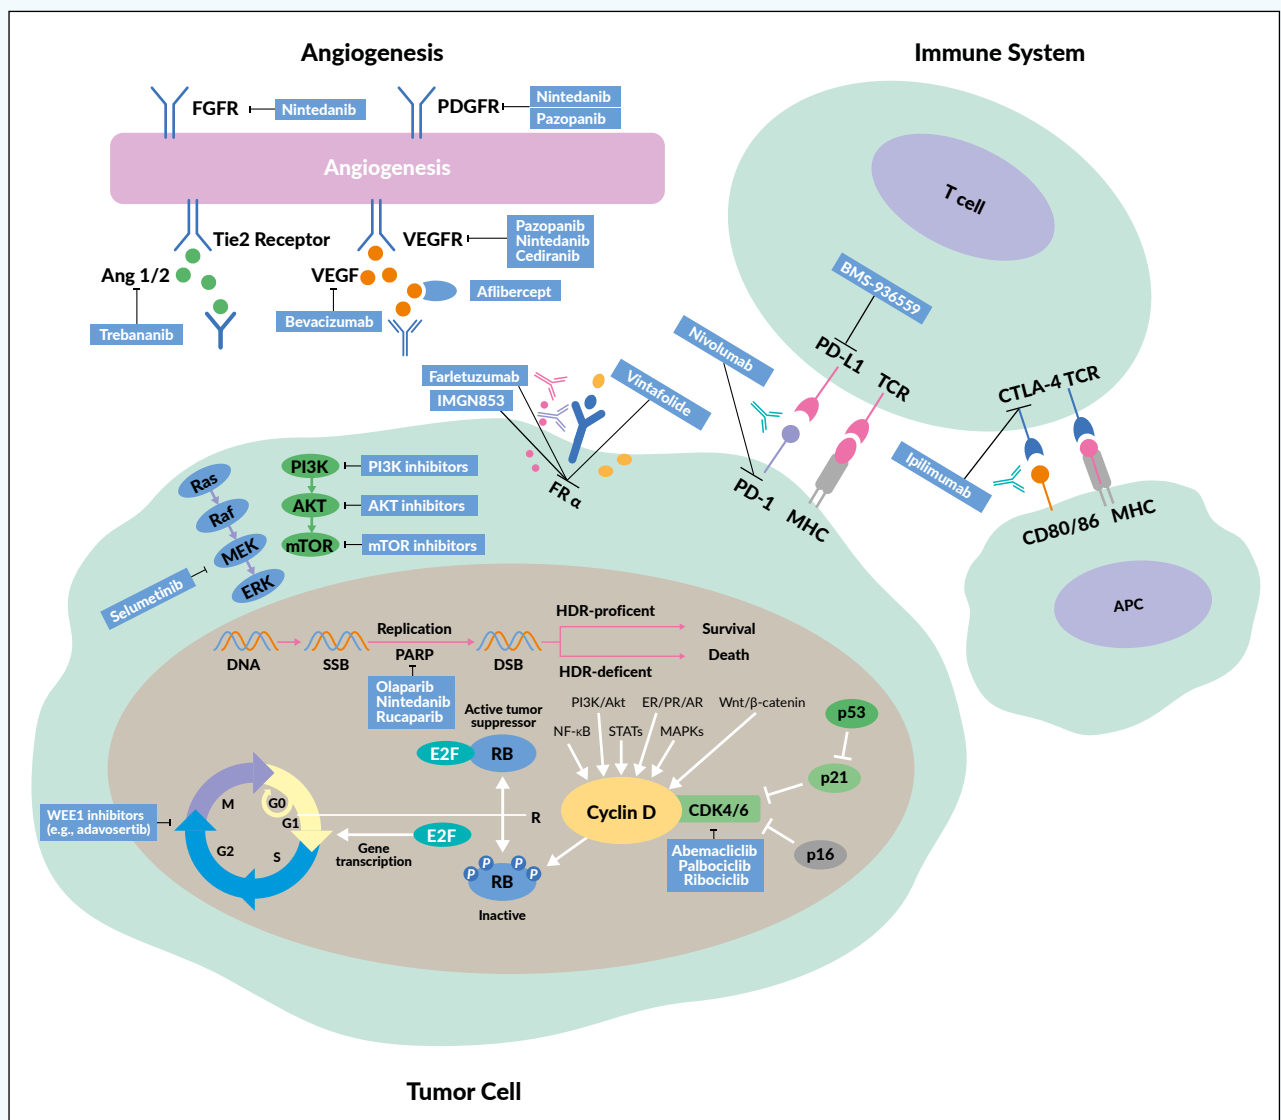 Angiogenesis
Immune System
FGFR
Nintedanib
PDGFR
Nintedanib
Pazopanib
Angiogenesis
Tie2 Receptor
VEGFR
Pazopanib
Nintedanib
Cediranib
Ang 1/2
VEGF
Aflibercept
Trebananib
Bevacizumab
T cell
BMS-936559
PD-L1
TCR
Nivolumab
CTLA-4
TCR
Farletuzumab
IMGN853
Vintafolide
FR α
PD-1
MHC
Ipilimumab
CD80/86
MHC
APC
Ras
Raf
MEK
ERK
Selumetinib
PI3K
PI3K inhibitors
AKT
AKT inhibitors
mTOR
mTOR inhibitors
DNA
SSB
Replication
PARP
DSB
HDR-proficent
HDR-deficent
Survival
Death
Olaparib
Nintedanib
Rucaparib
Active tumor
suppressor
E2F
RB
PI3K/Akt
ER/PR/AR
Wnt/β-catenin
NF-κB
STATs
MAPKs
p53
p21
Cyclin D
CDK4/6
p16
Abemacliclib
Palbociclib
Ribociclib
WEE1 inhibitors
(e.g., adavosertib)
M
G0
G1
G2
S
R
E2F
Gene
transcription
P
P
P
P
RB
Inactive
Tumor Cell